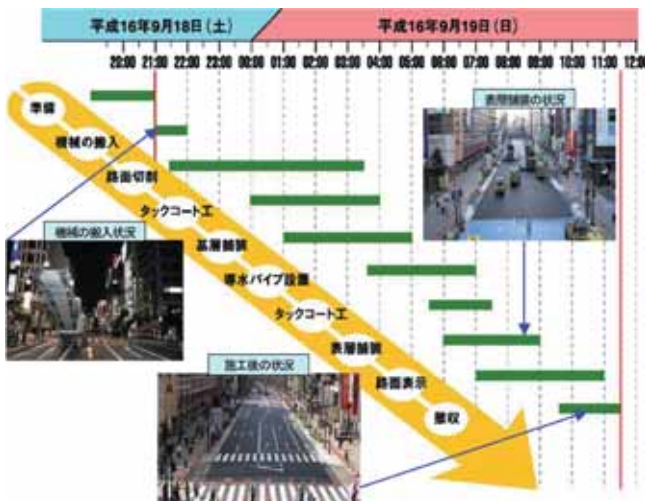 平成16年9月18日(土)
平成16年9月19日(日)
20:00 21:00 22:00 23:00 00:00 01:00 02:00 03:00 04:00 05:00 06:00 07:00 08:00 09:00 10:00 11:00 12:00
準備
機械の搬入
路面切削
タックコート工
基層舗装
導水パイプ設置
タックコート工
表層舗装
路面表示
撤収
表層舗装の状況
機械の搬入状況
施工後の状況